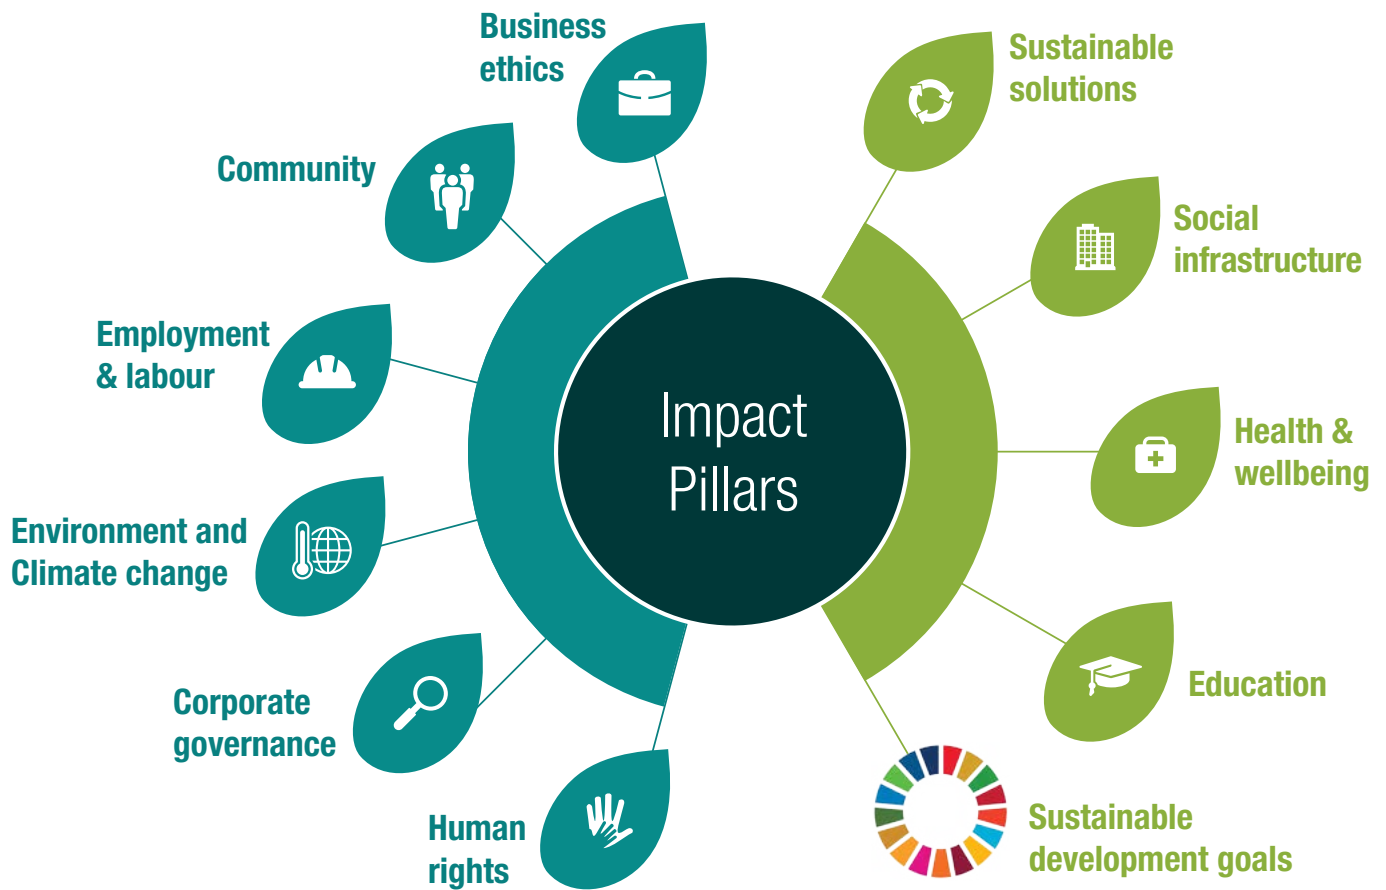 Business
ethics
Community
Employment
& labour
Environment and
Climate change
Corporate
governance
Human
rights
Impact
Pillars
Sustainable
solutions
Social
infrastructure
Health &
wellbeing
Education
Sustainable
development goals